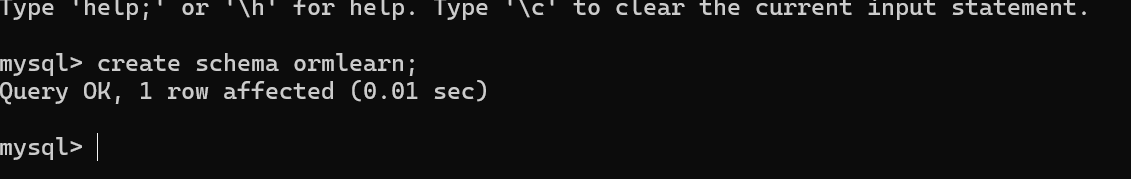 Type 'help;' or '\h' for help. Type '\c' to clear the current input statement.
mysql> create schema ormlearn;
Query OK, 1 row affected (0.01 sec)
mysql>